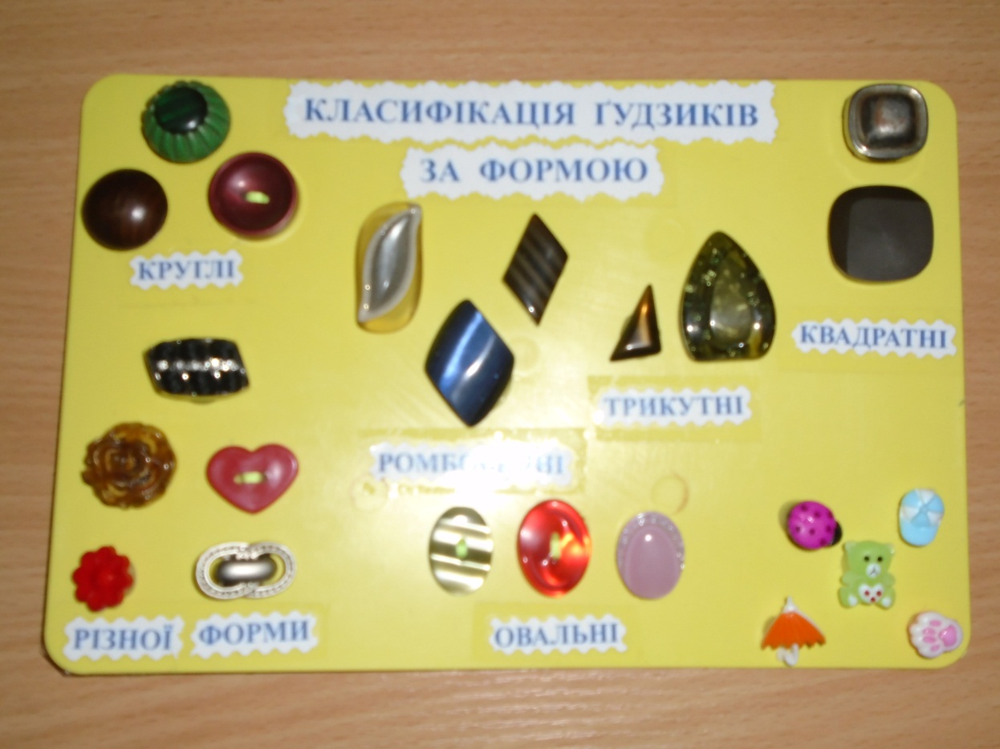 КЛАСИФІКАЦІЯ ҐУДЗИКІВ
ЗА ФОРМОЮ
КРУГЛІ
КВАДРАТНІ
ТРИКУТНІ
РІЗНОЇ ФОРМИ
ОВАЛЬНІ